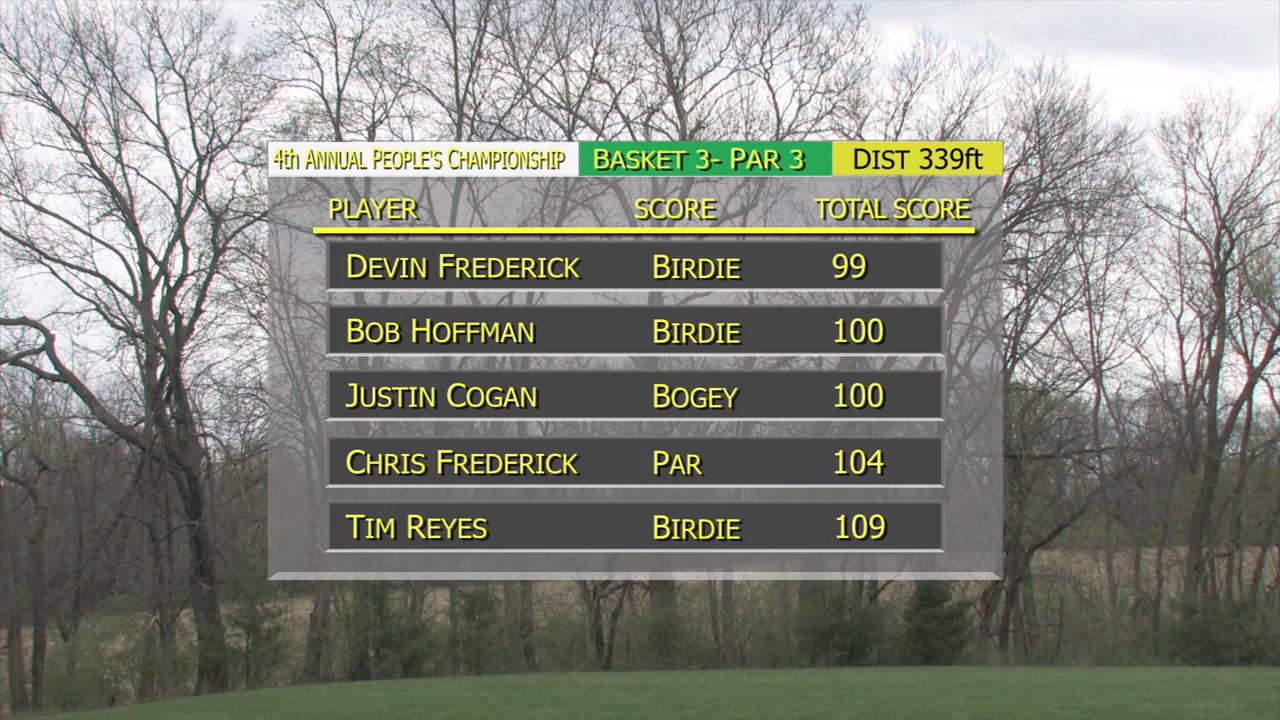 4th ANNUAL PEOPLE'S CHAMPIONSHIP BASKET 3- PAR 3 DIST 339ft
PLAYER SCORE TOTAL SCORE
DEVIN FREDERICK BIRDIE 99
BOB HOFFMAN BIRDIE 100
JUSTIN COGAN BOGEY 100
CHRIS FREDERICK PAR 104
TIM REYES BIRDIE 109